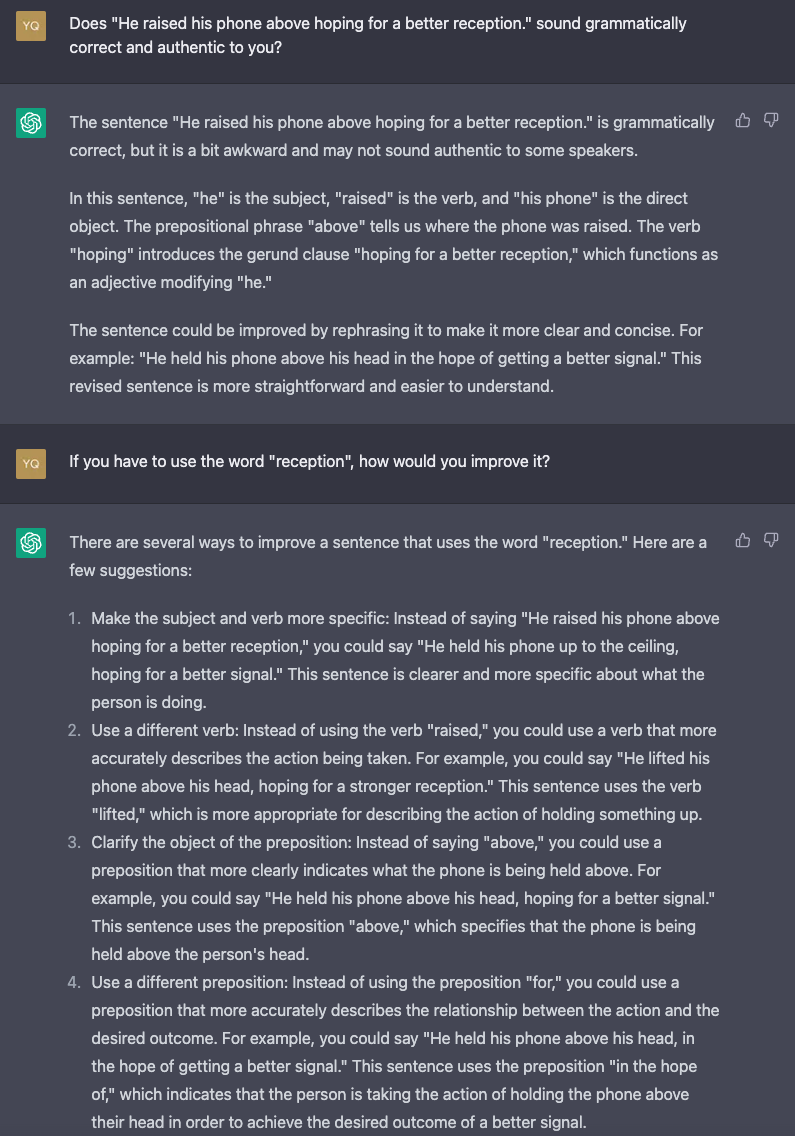 YQ
Does "He raised his phone above hoping for a better reception." sound grammatically
correct and authentic to you?
The sentence "He raised his phone above hoping for a better reception." is grammatically
correct, but it is a bit awkward and may not sound authentic to some speakers.
In this sentence, "he" is the subject, "raised" is the verb, and "his phone" is the direct
object. The prepositional phrase "above" tells us where the phone was raised. The verb
"hoping" introduces the gerund clause "hoping for a better reception," which functions as
an adjective modifying "he."
The sentence could be improved by rephrasing it to make it more clear and concise. For
example: "He held his phone above his head in the hope of getting a better signal." This
revised sentence is more straightforward and easier to understand.
YQ
If you have to use the word "reception", how would you improve it?
There are several ways to improve a sentence that uses the word "reception." Here are a
few suggestions:
1. Make the subject and verb more specific: Instead of saying "He raised his phone above
hoping for a better reception," you could say "He held his phone up to the ceiling,
hoping for a better signal." This sentence is clearer and more specific about what the
person is doing.
2. Use a different verb: Instead of using the verb "raised," you could use a verb that more
accurately describes the action being taken. For example, you could say "He lifted his
phone above his head, hoping for a stronger reception." This sentence uses the verb
"lifted," which is more appropriate for describing the action of holding something up.
3. Clarify the object of the preposition: Instead of saying "above," you could use a
preposition that more clearly indicates what the phone is being held above. For
example, you could say "He held his phone above his head, hoping for a better signal."
This sentence uses the preposition "above," which specifies that the phone is being
held above the person's head.
4. Use a different preposition: Instead of using the preposition "for," you could use a
preposition that more accurately describes the relationship between the action and the
desired outcome. For example, you could say "He held his phone above his head, in
the hope of getting a better signal." This sentence uses the preposition "in the hope
of," which indicates that the person is taking the action of holding the phone above
their head in order to achieve the desired outcome of a better signal.